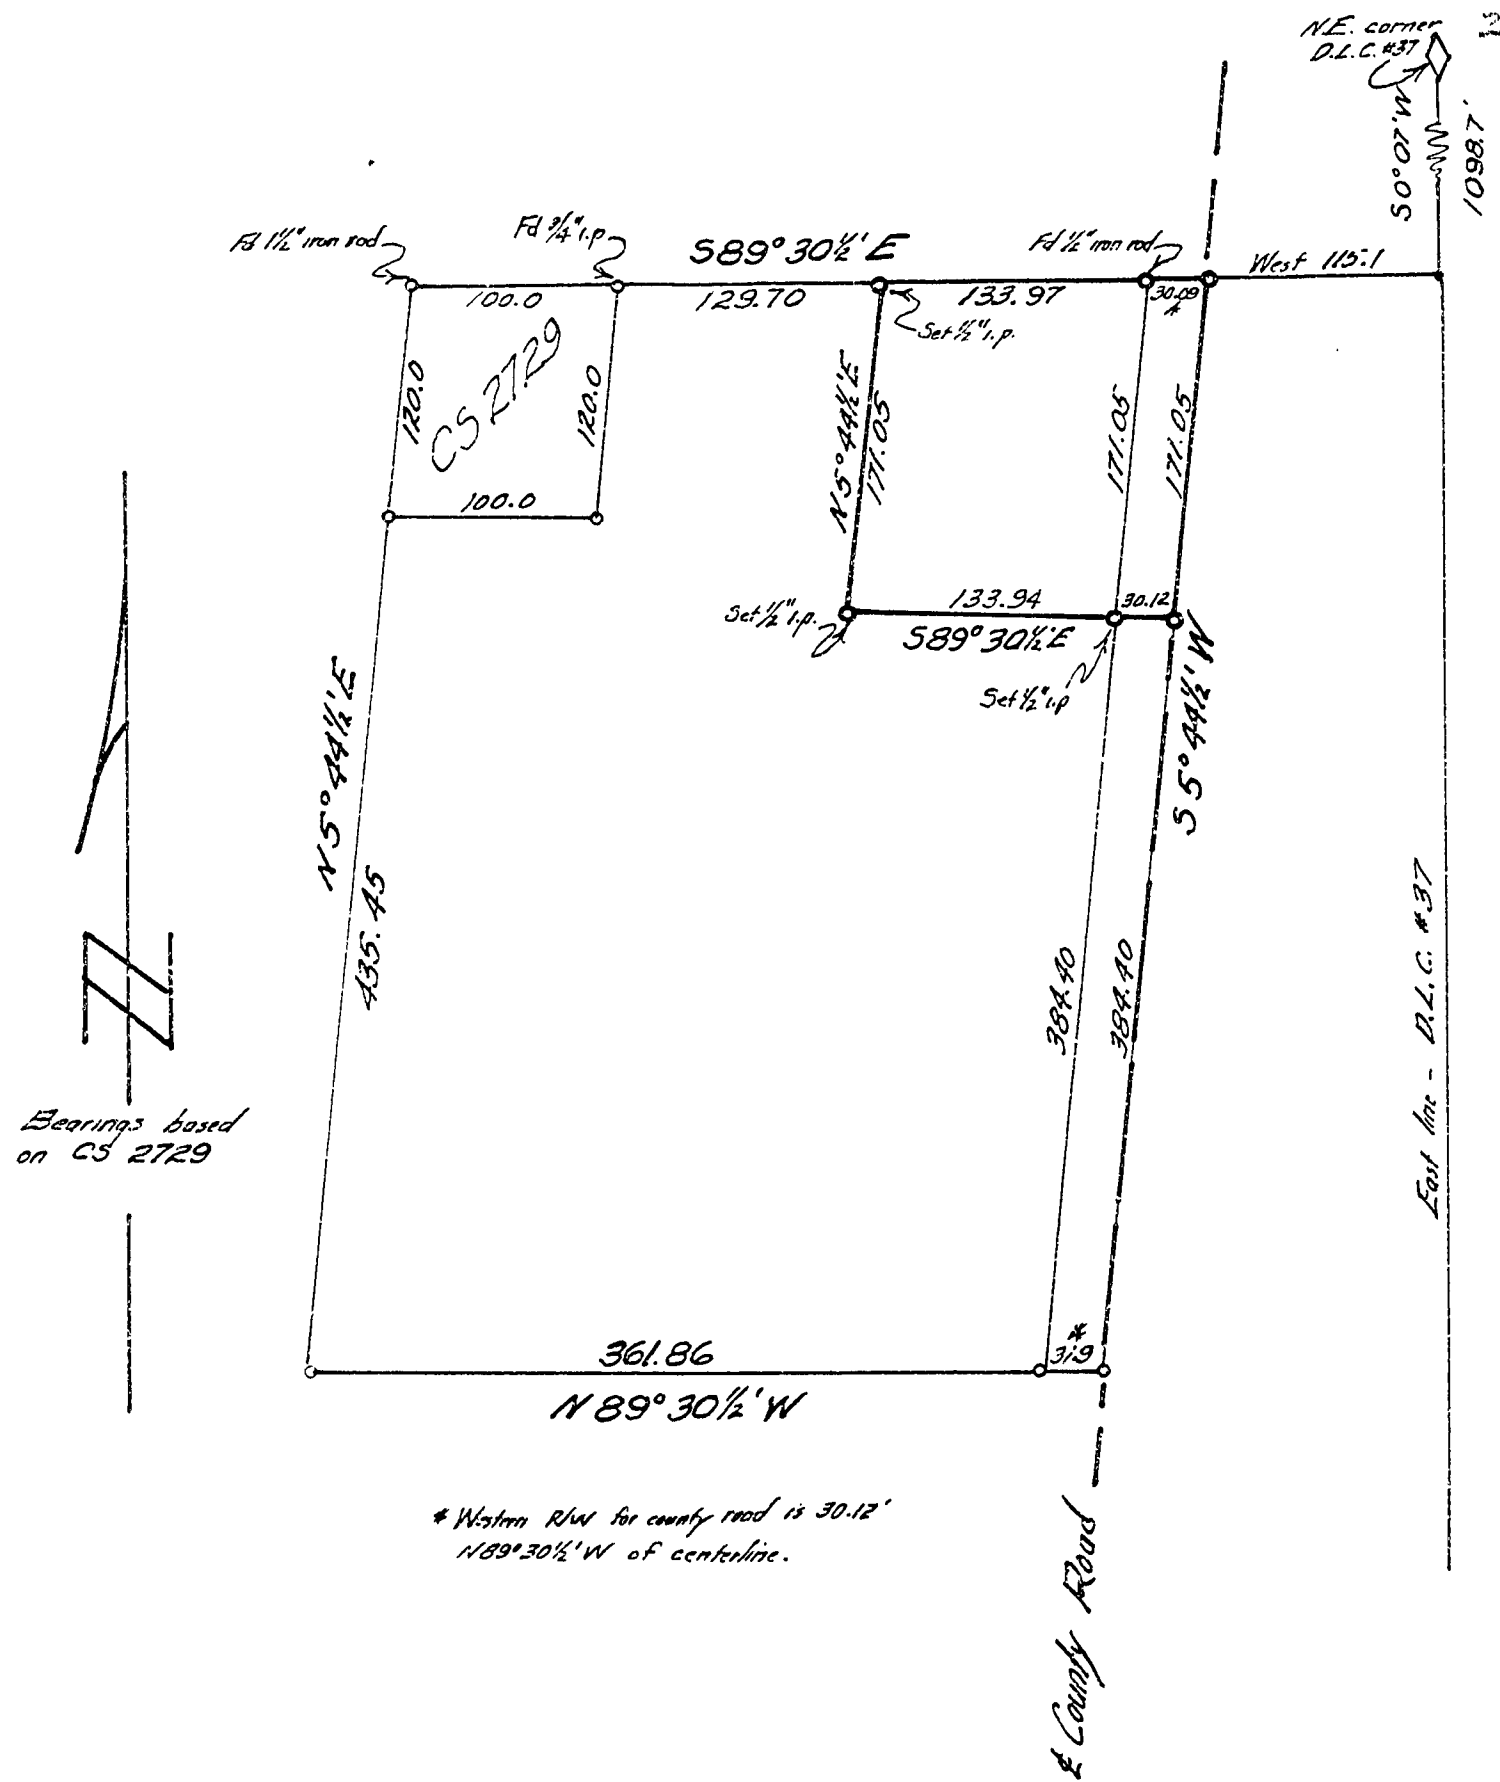 N.E. corner
D.L.C. #37
S0°07'W
1098.7'
Fd 1½" iron rod
Fd ¾" i.p
S89°30½'E
Fd ½" iron rod
West 115.1
100.0
129.70
133.97
30.09
*
Set ½" i.p.
120.0
CS 2729
120.0
N5°44½'E
171.05
171.05
171.05
100.0
Set ½" i.p.
133.94
30.12
S89°30½'E
Set ½" i.p
S5°44½'W
N5°44½'E
435.45
384.40
384.40
East line - D.L.C. #37
N
Bearings based
on CS 2729
361.86
*
31.9
N89°30½'W
* Western R/W for county road is 30.12'
N89°30½'W of centerline.
℄ County Road